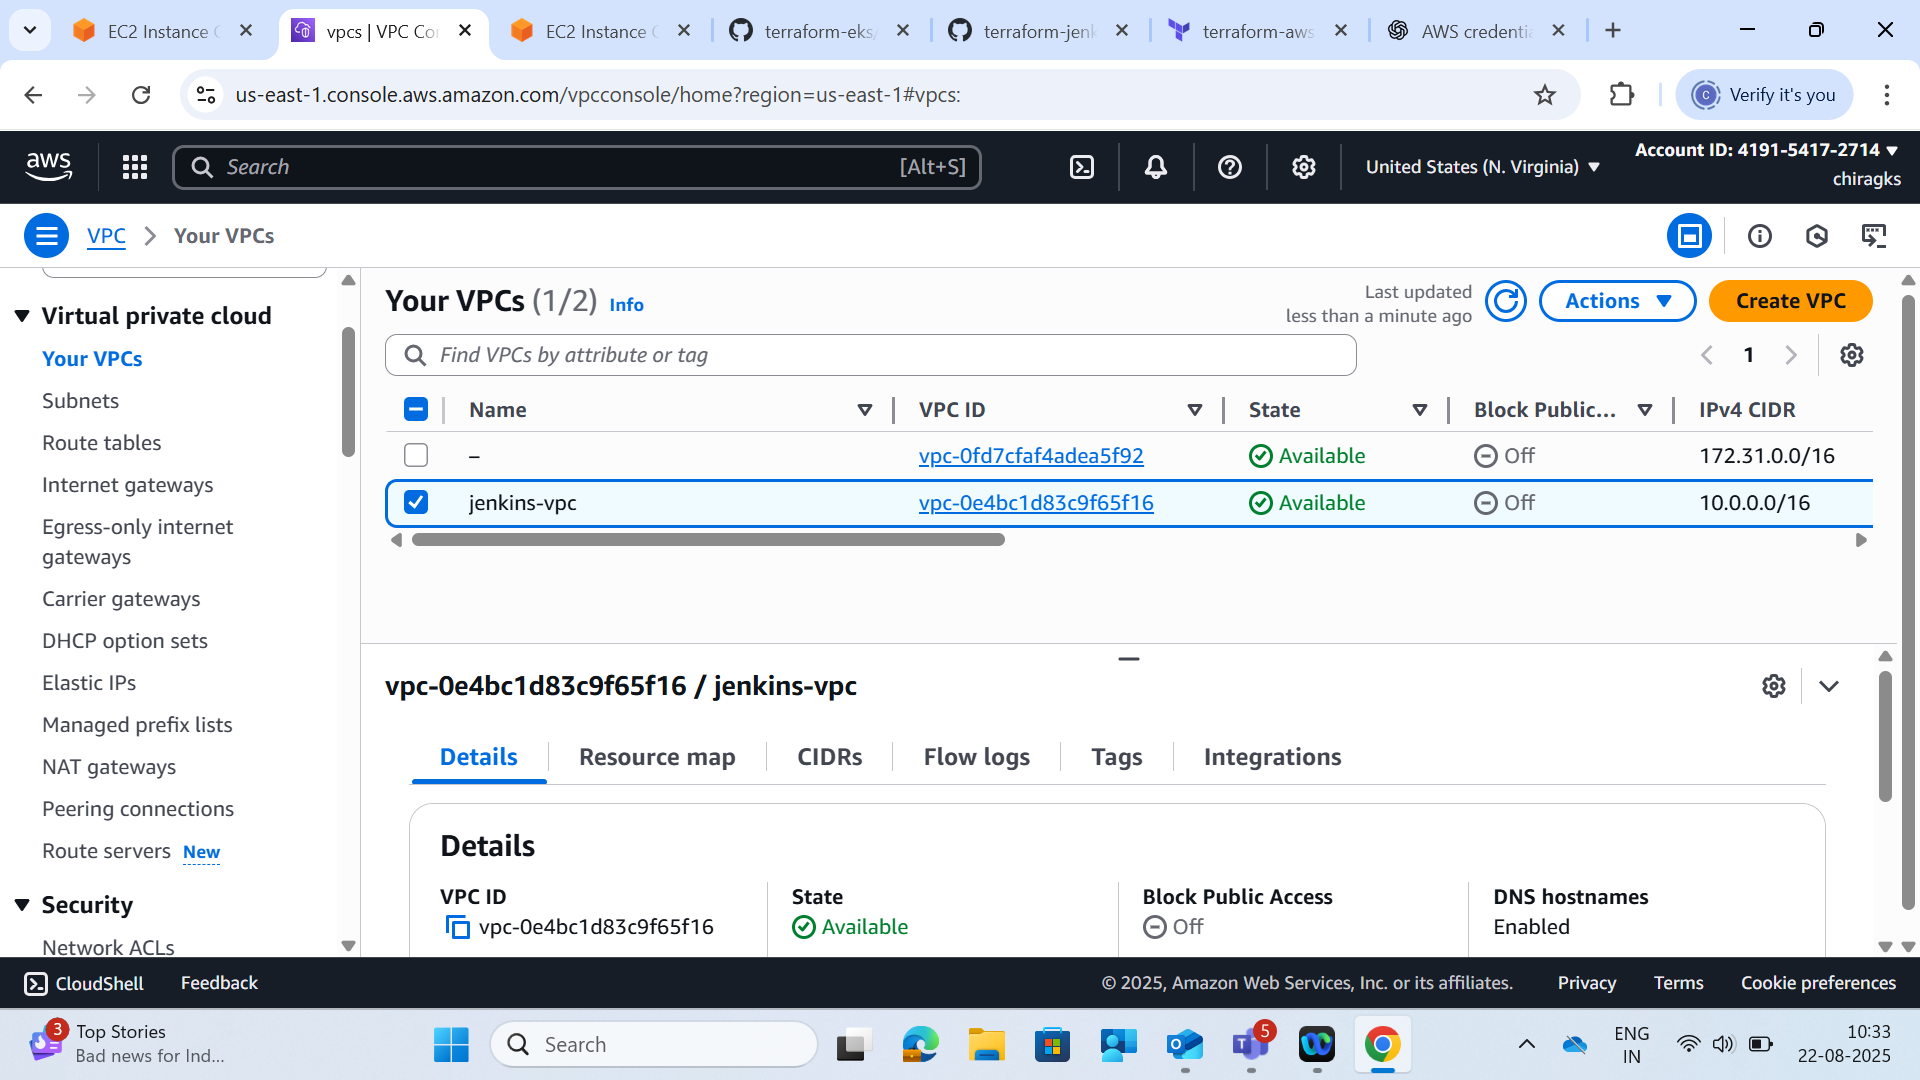 EC2 Instance
vpcs | VPC Co
EC2 Instance
terraform-eks
terraform-jenk
terraform-aws
AWS credentia
us-east-1.console.aws.amazon.com/vpcconsole/home?region=us-east-1#vpcs:
C
Verify it's you
aws
Search
[Alt+S]
United States (N. Virginia)
Account ID: 4191-5417-2714
chiragks
VPC
Your VPCs
Virtual private cloud
Your VPCs
Subnets
Route tables
Internet gateways
Egress-only internet
gateways
Carrier gateways
DHCP option sets
Elastic IPs
Managed prefix lists
NAT gateways
Peering connections
Route servers New
Security
Network ACLs
Your VPCs (1/2) Info
Last updated
less than a minute ago
Actions
Create VPC
Find VPCs by attribute or tag
1
Name VPC ID State Block Public... IPv4 CIDR
– vpc-0fd7cfaf4adea5f92 Available Off 172.31.0.0/16
jenkins-vpc vpc-0e4bc1d83c9f65f16 Available Off 10.0.0.0/16
vpc-0e4bc1d83c9f65f16 / jenkins-vpc
Details Resource map CIDRs Flow logs Tags Integrations
Details
VPC ID
vpc-0e4bc1d83c9f65f16
State
Available
Block Public Access
Off
DNS hostnames
Enabled
CloudShell
Feedback
© 2025, Amazon Web Services, Inc. or its affiliates.
Privacy
Terms
Cookie preferences
3
Top Stories
Bad news for Ind...
Search
5
ENG
IN
10:33
22-08-2025